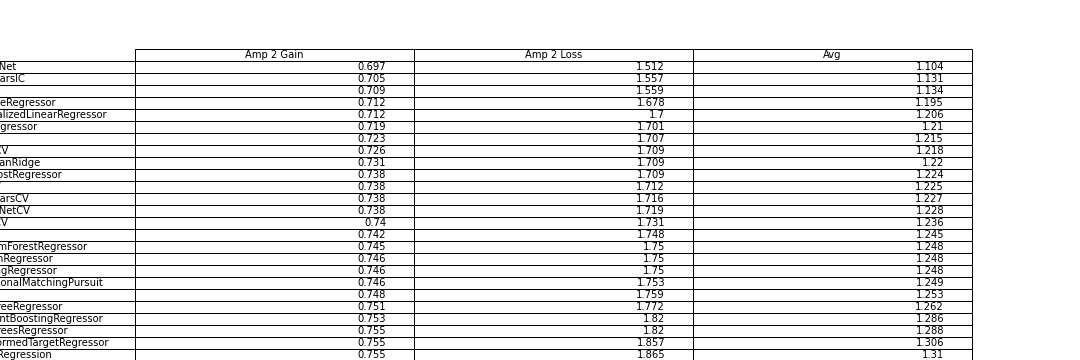 Amp 2 Gain Amp 2 Loss Avg
Net 0.697 1.512 1.104
arsIC 0.705 1.557 1.131
0.709 1.559 1.134
eRegressor 0.712 1.678 1.195
alizedLinearRegressor 0.712 1.7 1.206
gressor 0.719 1.701 1.21
0.723 1.707 1.215
CV 0.726 1.709 1.218
anRidge 0.731 1.709 1.22
ostRegressor 0.738 1.709 1.224
0.738 1.712 1.225
arsCV 0.738 1.716 1.227
NetCV 0.738 1.719 1.228
CV 0.74 1.731 1.236
0.742 1.748 1.245
mForestRegressor 0.745 1.75 1.248
nRegressor 0.746 1.75 1.248
ngRegressor 0.746 1.75 1.248
onalMatchingPursuit 0.746 1.753 1.249
0.748 1.759 1.253
reeRegressor 0.751 1.772 1.262
ntBoostingRegressor 0.753 1.82 1.286
reesRegressor 0.755 1.82 1.288
ormedTargetRegressor 0.755 1.857 1.306
Regression 0.755 1.865 1.31